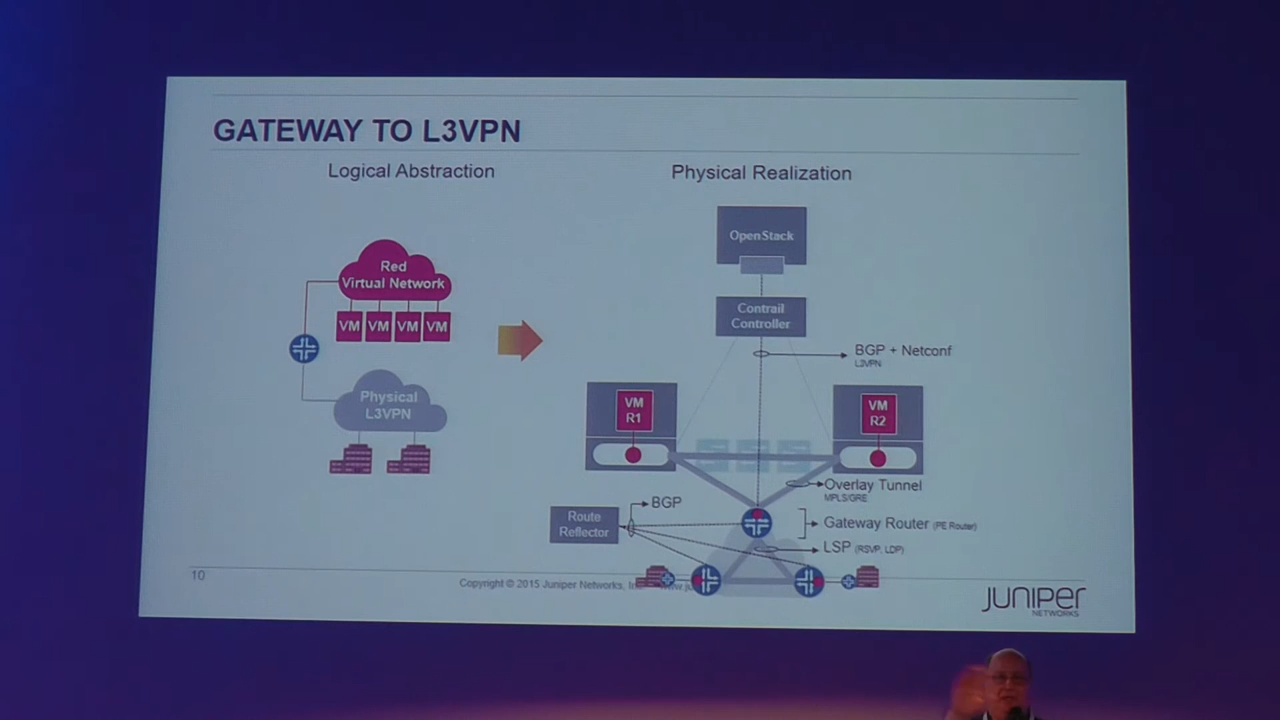 GATEWAY TO L3VPN
Logical Abstraction
Physical Realization
Red
Virtual Network
VM VM VM VM
Physical
L3VPN
OpenStack
Contrail
Controller
BGP + Netconf
L3VPN
VM
R1
VM
R2
Overlay Tunnel
MPLS/GRE
BGP
Route
Reflector
Gateway Router (PE Router)
LSP (RSVP, LDP)
10
Copyright © 2015 Juniper Networks,
JUNIPER
NETWORKS